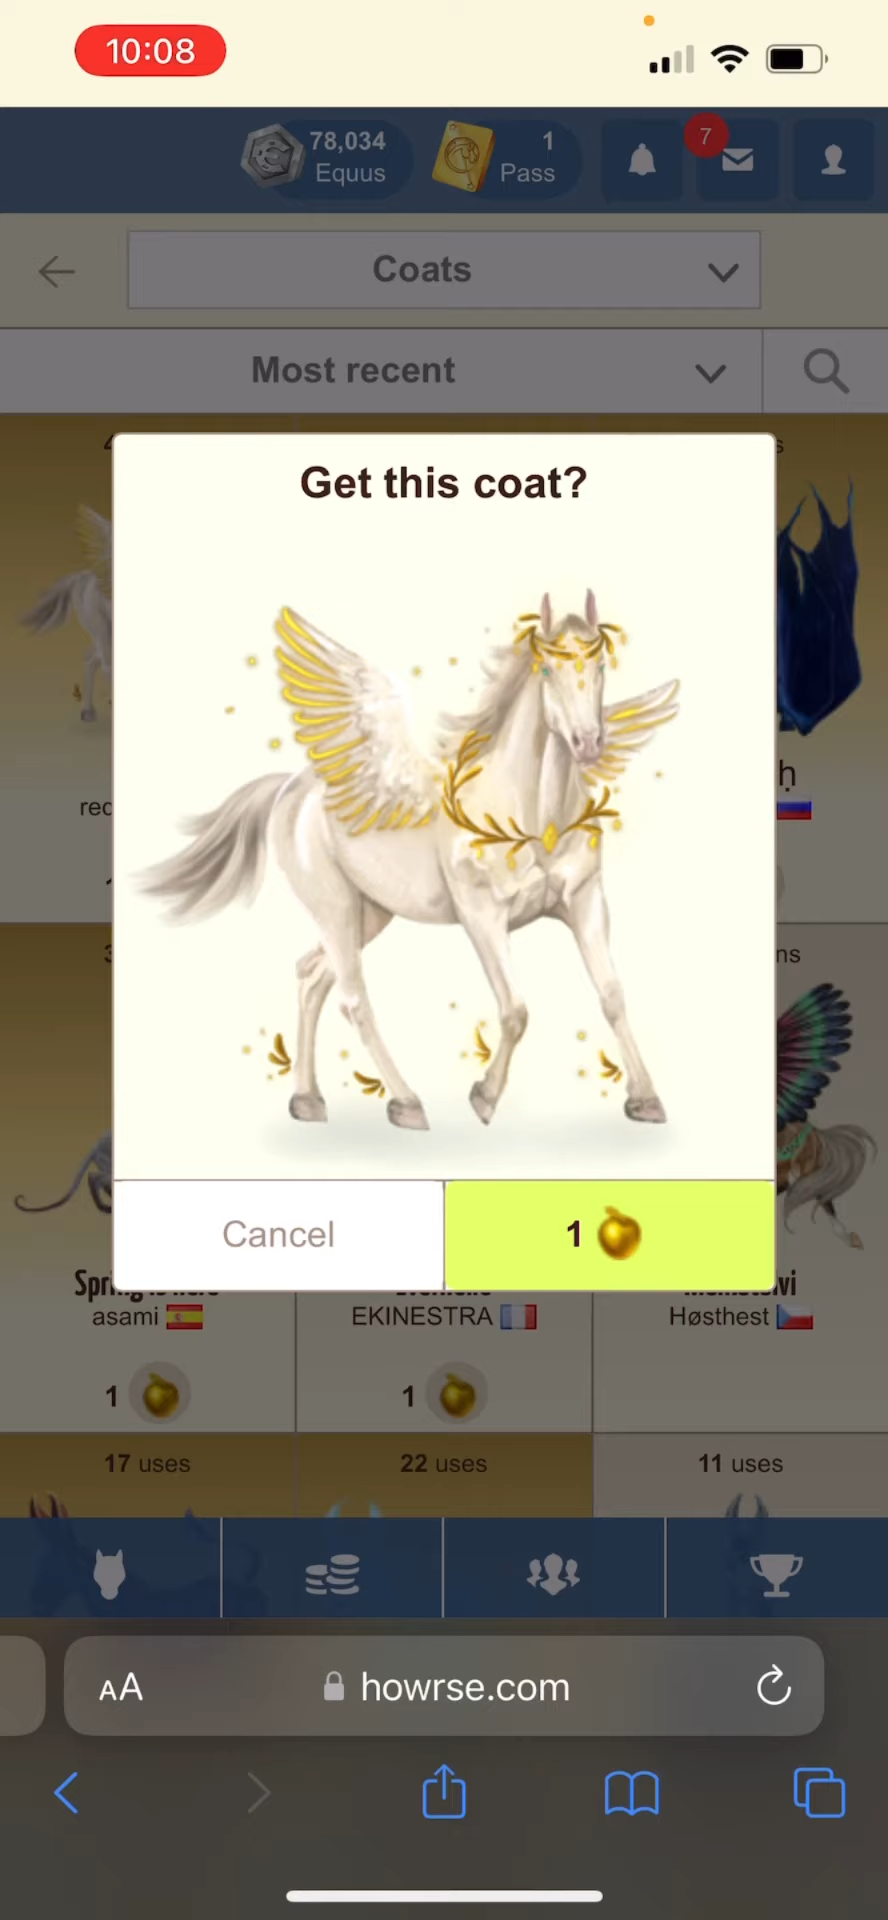 10:08
78,034
Equus
1
Pass
7
Coats
Most recent
Get this coat?
Cancel
1
asami
EKINESTRA
Høsthest
1
1
17 uses
22 uses
11 uses
AA
howrse.com